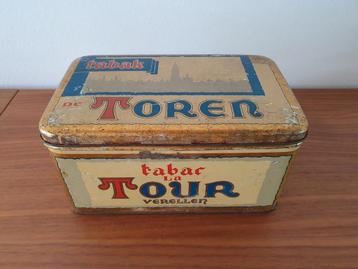 tabak
DE TOREN
tabac
LA
TOUR
VERELLEN